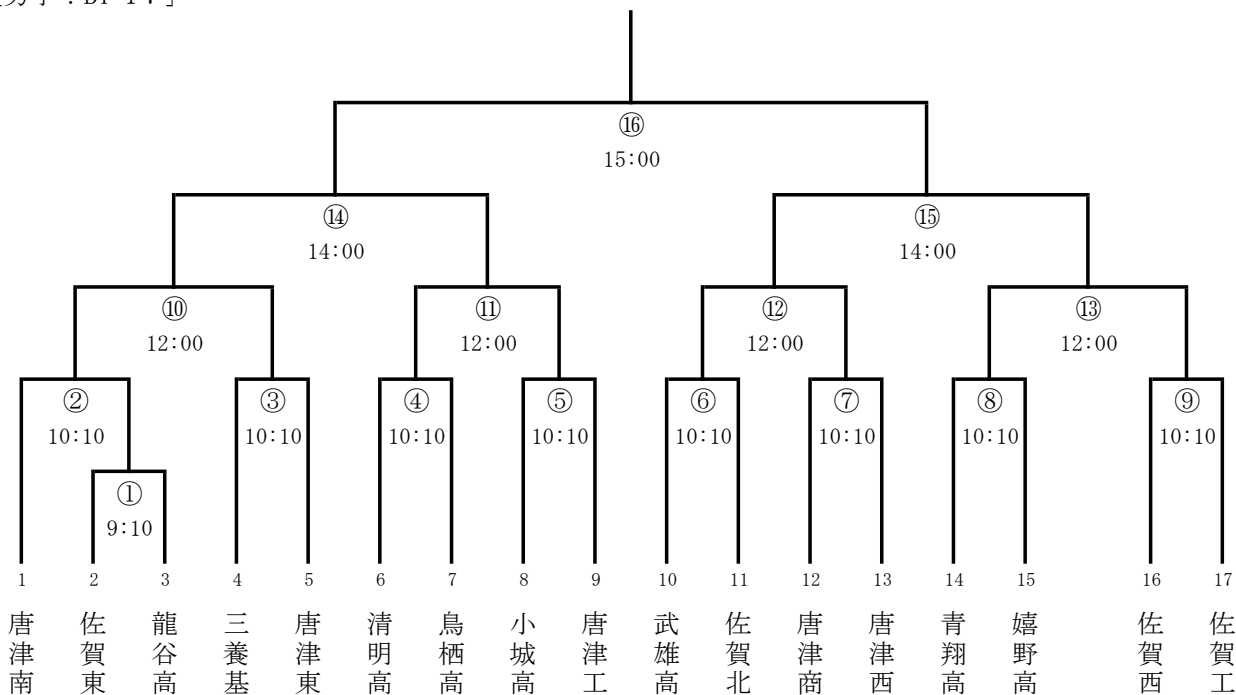 子 : BT-17」
⑯
15:00
⑭
⑮
14:00
14:00
⑩
⑪
⑫
⑬
12:00
12:00
12:00
12:00
②
③
④
⑤
⑥
⑦
⑧
⑨
10:10
10:10
10:10
10:10
10:10
10:10
10:10
10:10
①
9:10
1 2 3 4 5 6 7 8 9 10 11 12 13 14 15 16 17
唐津南
佐賀東
龍谷高
三養基
唐津東
清明高
鳥栖高
小城高
唐津工
武雄高
佐賀北
唐津商
唐津西
青翔高
嬉野高
佐賀西
佐賀工